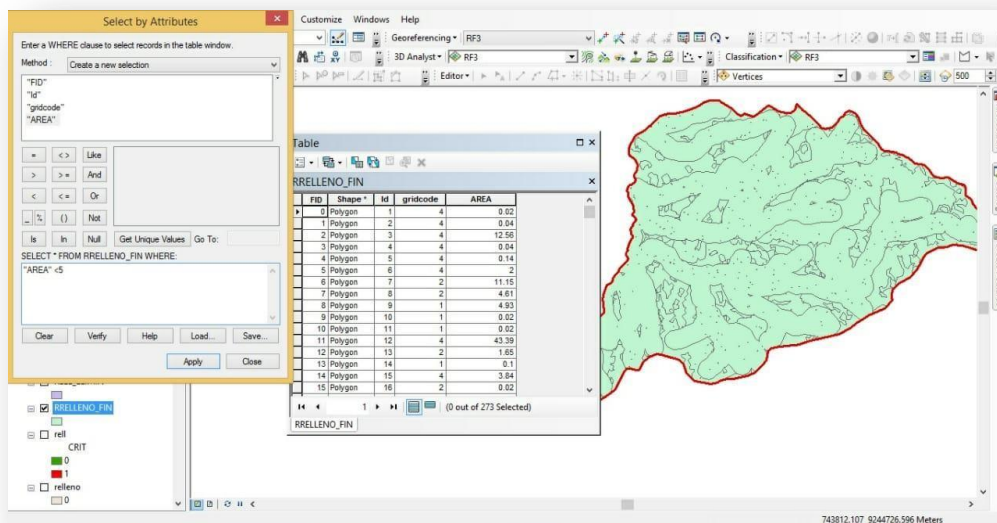 Select by Attributes
Enter a WHERE clause to select records in the table window.
Method : Create a new selection
"FID"
"Id"
"gridcode"
"AREA"
= <> Like
> >= And
< <= Or
_ % () Not
Is In Null Get Unique Values Go To:
SELECT * FROM RRELLENO_FIN WHERE:
"AREA" <5
Clear Verify Help Load... Save...
Apply Close
Customize Windows Help
Georeferencing RF3
3D Analyst RF3 Classification RF3
Editor Vertices 500
Table
RRELLENO_FIN
FID Shape * Id gridcode AREA
0 Polygon 1 4 0.02
1 Polygon 2 4 0.04
2 Polygon 3 4 12.56
3 Polygon 4 4 0.04
4 Polygon 5 4 0.14
5 Polygon 6 4 2
6 Polygon 7 2 11.15
7 Polygon 8 2 4.61
8 Polygon 9 1 4.93
9 Polygon 10 1 0.02
10 Polygon 11 1 0.02
11 Polygon 12 4 43.39
12 Polygon 13 2 1.65
13 Polygon 14 1 0.1
14 Polygon 15 4 3.84
15 Polygon 16 2 0.02
1 (0 out of 273 Selected)
RRELLENO_FIN
RRELLENO_FIN
rell
CRIT
0
1
relleno
0
743812.107 9244726.596 Meters